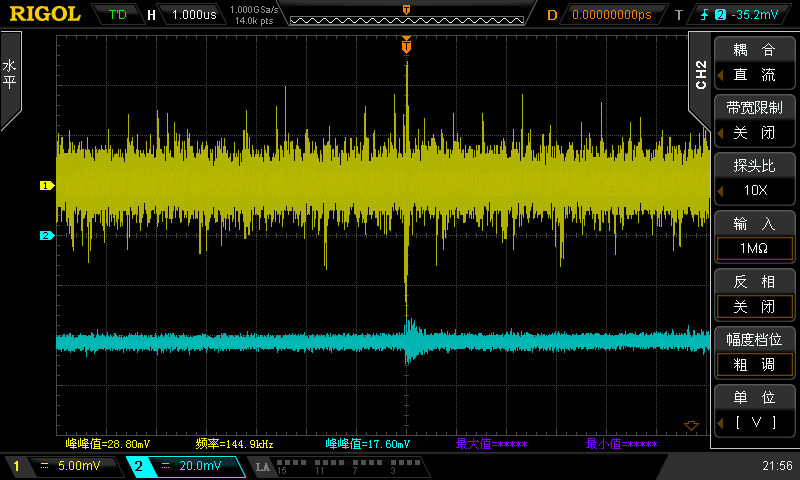 RIGOL T'D H 1.000us 1.000GSa/s 14.0k pts D 0.00000000ps T 2 -35.2mV
T
水平
T
CH2
耦 合
直 流
带宽限制
关 闭
探头比
10X
输 入
1MΩ
反 相
关 闭
幅度档位
粗 调
单 位
[ V ]
1
2
峰峰值=28.80mV 频率=144.9kHz 峰峰值=17.60mV 最大值=***** 最小值=*****
1 5.00mV 2 20.0mV LA 15 11 7 3 21:56